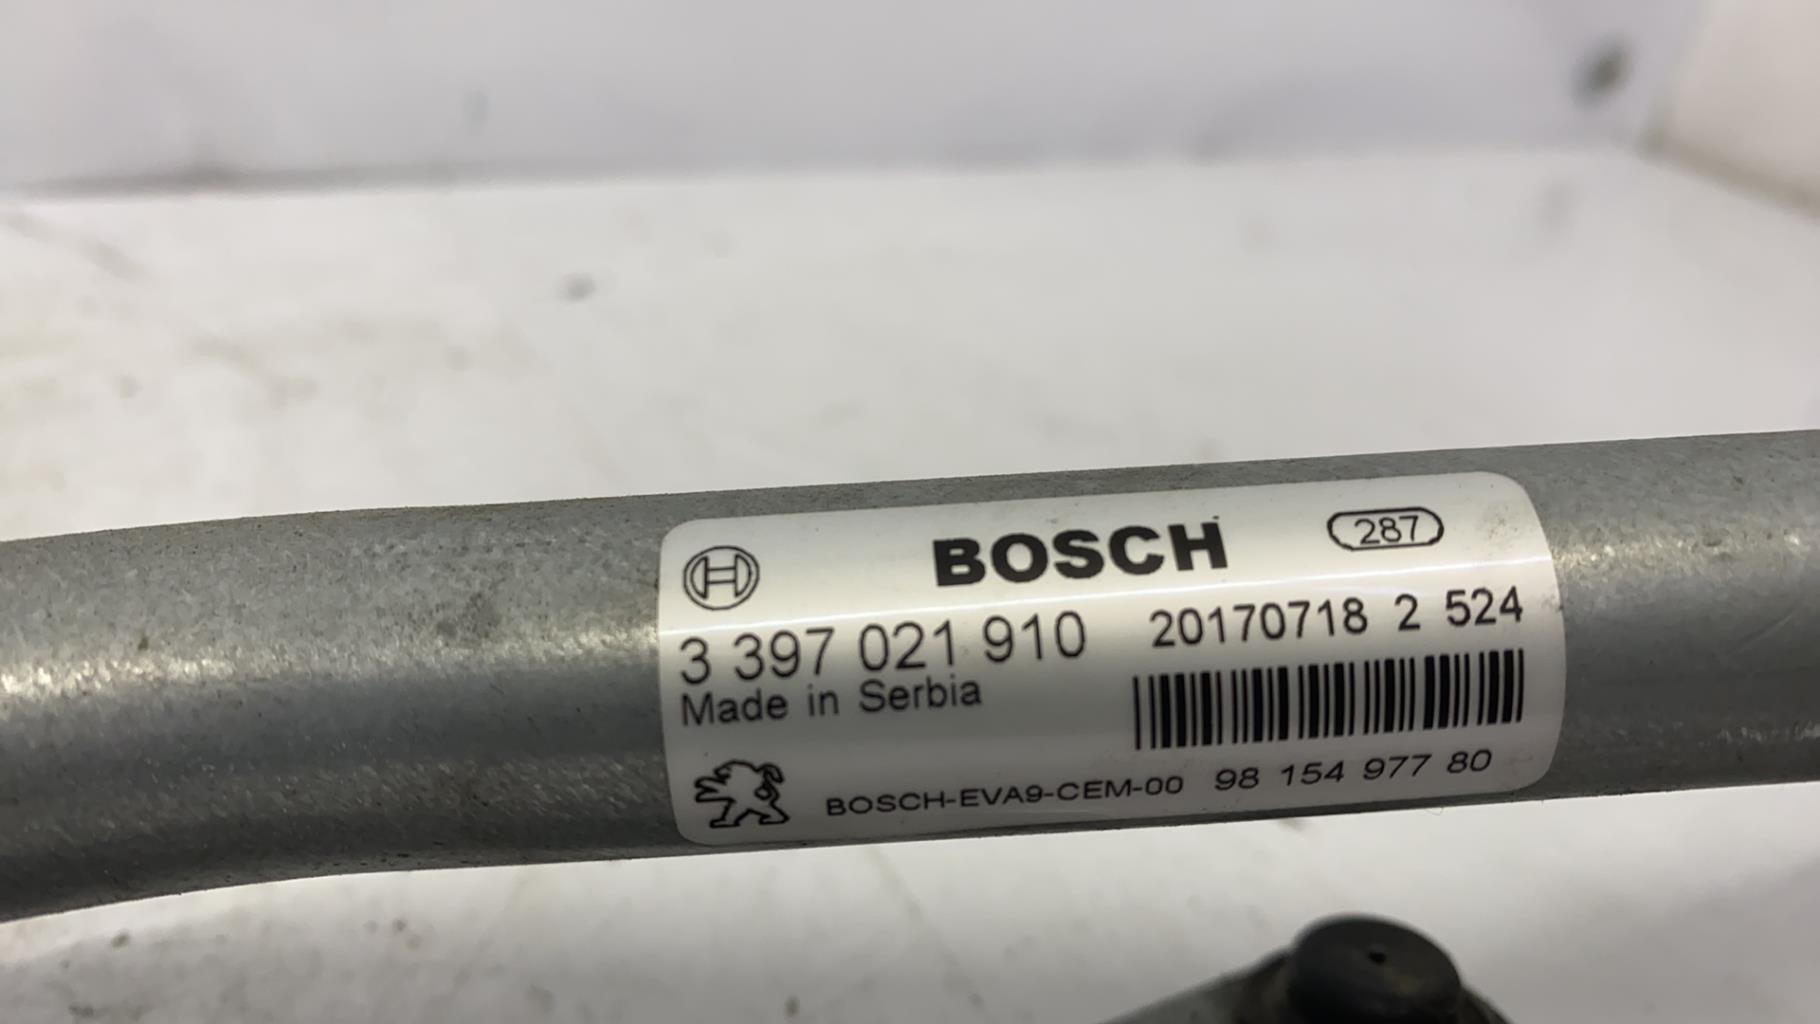 BOSCH 287
3 397 021 910 20170718 2 524
Made in Serbia
BOSCH-EVA9-CEM-00 98 154 977 80